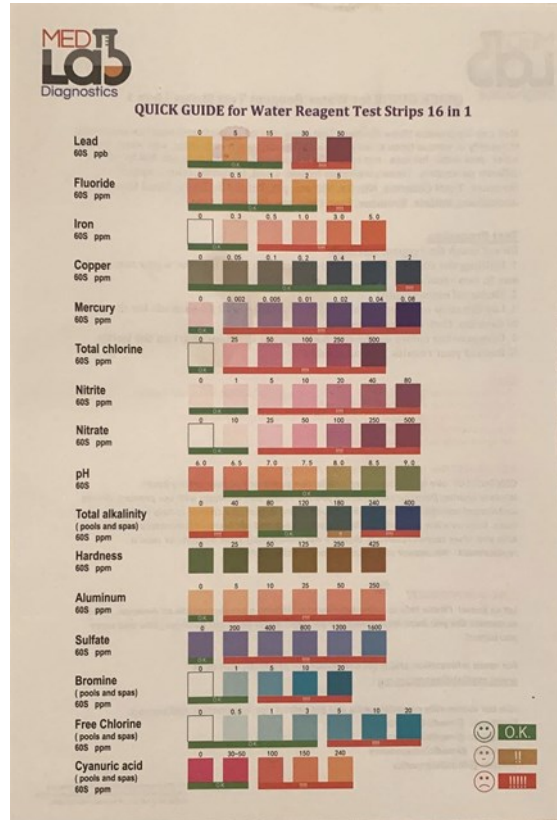 MED
Lab
Diagnostics
QUICK GUIDE for Water Reagent Test Strips 16 in 1
Lead
60S ppb
0 5 15 30 50
Fluoride
60S ppm
0 0.5 1 2 5
Iron
60S ppm
0 0.3 0.5 1.0 3.0 5.0
Copper
60S ppm
0 0.05 0.1 0.2 0.4 1 2
Mercury
60S ppm
0 0.002 0.005 0.01 0.02 0.04 0.08
Total chlorine
60S ppm
0 25 50 100 250 500
Nitrite
60S ppm
0 1 5 10 20 40 80
Nitrate
60S ppm
0 10 25 50 100 250 500
pH
60S
6.0 6.5 7.0 7.5 8.0 8.5 9.0
Total alkalinity
( pools and spas)
60S ppm
0 40 80 120 180 240 400
Hardness
60S ppm
0 25 50 125 250 425
Aluminum
60S ppm
0 5 10 25 50 250
Sulfate
60S ppm
0 200 400 800 1200 1600
Bromine
( pools and spas)
60S ppm
0 1 5 10 20
Free Chlorine
( pools and spas)
60S ppm
0 0.5 1 3 5 10 20
Cyanuric acid
( pools and spas)
60S ppm
0 30-50 100 150 240
O.K.
!!
!!!!!